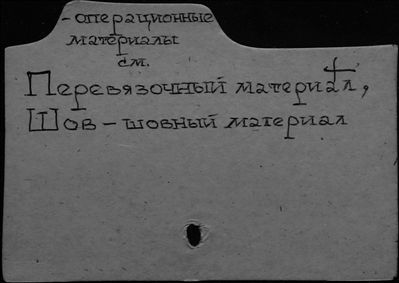 - операционные
материалы
см.
Перевязочный материал,
Шов - шовный материал